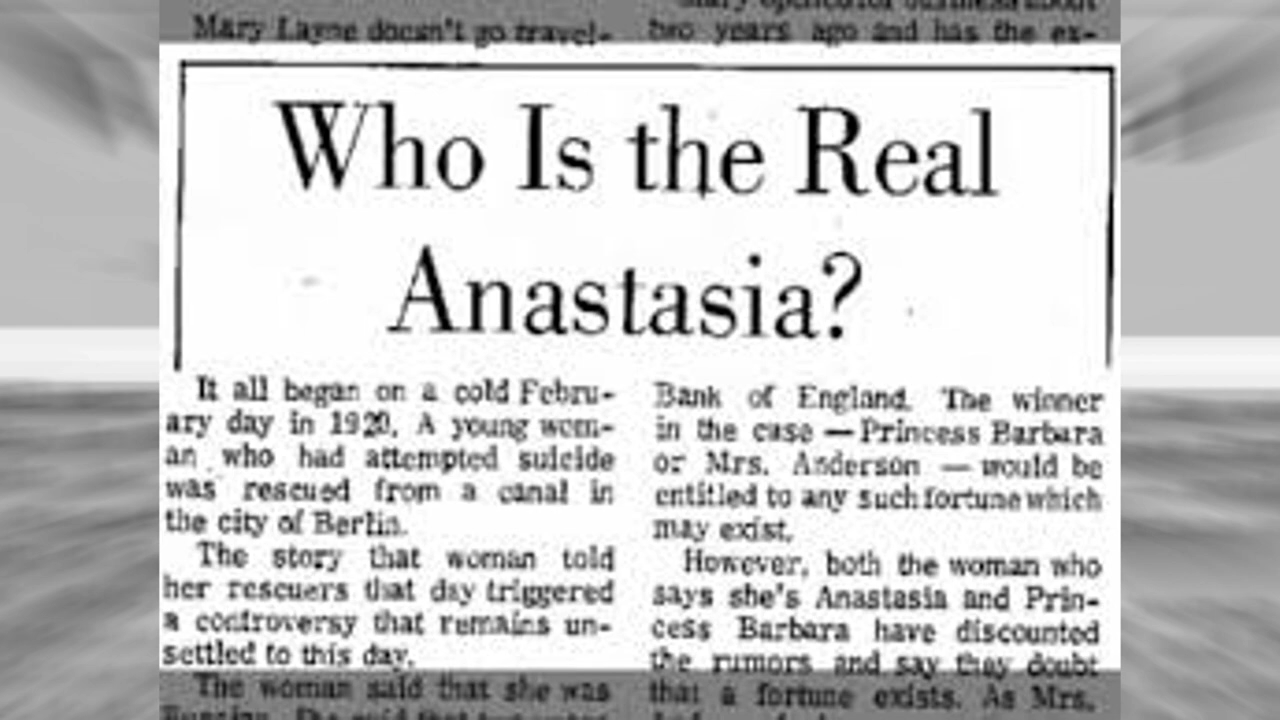 Mary Layne doesn't go travel-
two years ago and has the ex-
Who Is the Real
Anastasia?
It all began on a cold Febru-
ary day in 1920. A young wom-
an who had attempted suicide
was rescued from a canal in
the city of Berlin.
The story that woman told
her rescuers that day triggered
a controversy that remains un-
settled to this day.
The woman said that she was
Bank of England. The winner
in the case — Princess Barbara
or Mrs. Anderson — would be
entitled to any such fortune which
may exist.
However, both the woman who
says she's Anastasia and Prin-
cess Barbara have discounted
the rumors and say they doubt
that a fortune exists. As Mrs.